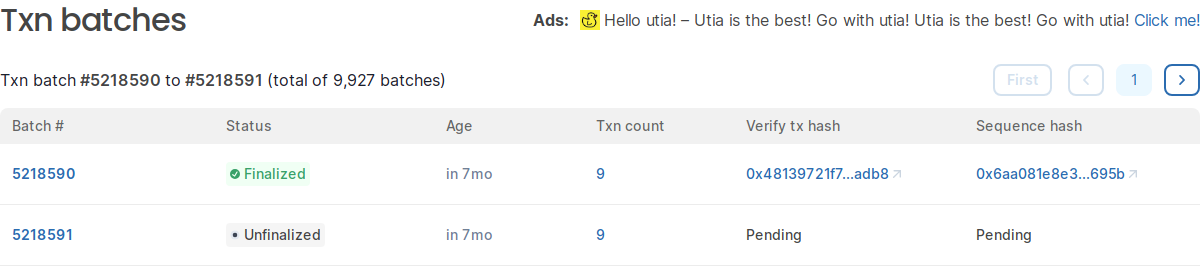 Txn batches
Ads: Hello utia! – Utia is the best! Go with utia! Utia is the best! Go with utia! Click me!
Txn batch #5218590 to #5218591 (total of 9,927 batches)
First 1
Batch # Status Age Txn count Verify tx hash Sequence hash
5218590 Finalized in 7mo 9 0x48139721f7...adb8 0x6aa081e8e3...695b
5218591 Unfinalized in 7mo 9 Pending Pending